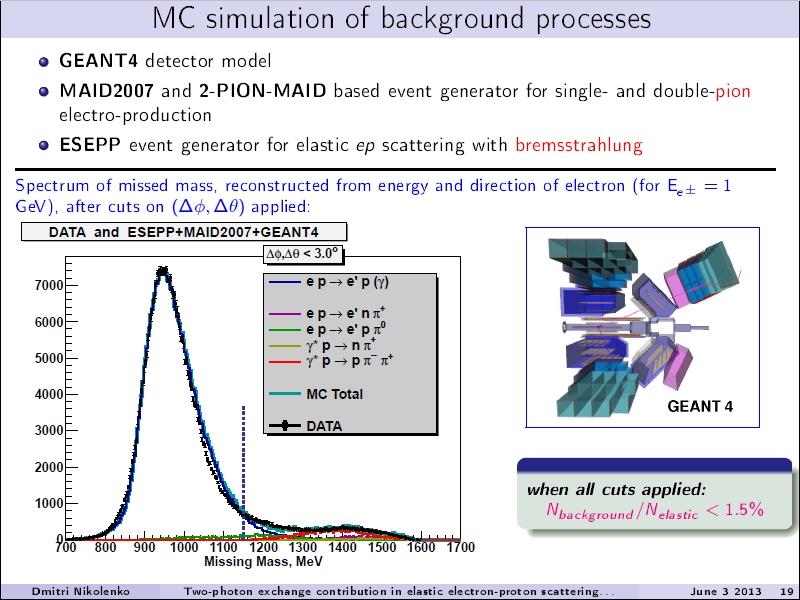 MC simulation of background processes
GEANT4 detector model
MAID2007 and 2-PION-MAID based event generator for single- and double-pion
electro-production
ESEPP event generator for elastic ep scattering with bremsstrahlung
Spectrum of missed mass, reconstructed from energy and direction of electron (for E_e± = 1
GeV), after cuts on (Δϕ, Δθ) applied:
DATA and ESEPP+MAID2007+GEANT4
Δϕ,Δθ < 3.0°
e p → e' p (γ)
e p → e' n π⁺
e p → e' p π⁰
γ* p → n π⁺
γ* p → p π⁻ π⁺
MC Total
DATA
7000
6000
5000
4000
3000
2000
1000
0
700 800 900 1000 1100 1200 1300 1400 1500 1600 1700
Missing Mass, MeV
GEANT 4
when all cuts applied:
N_background/N_elastic < 1.5%
Dmitri Nikolenko Two-photon exchange contribution in elastic electron-proton scattering... June 3 2013 19